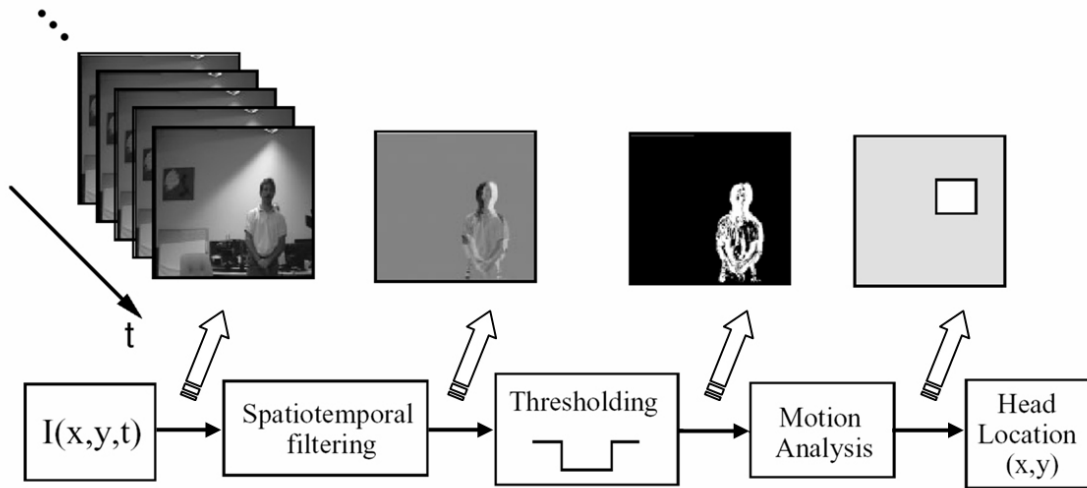 t
I(x,y,t)
Spatiotemporal
filtering
Thresholding
Motion
Analysis
Head
Location
(x,y)